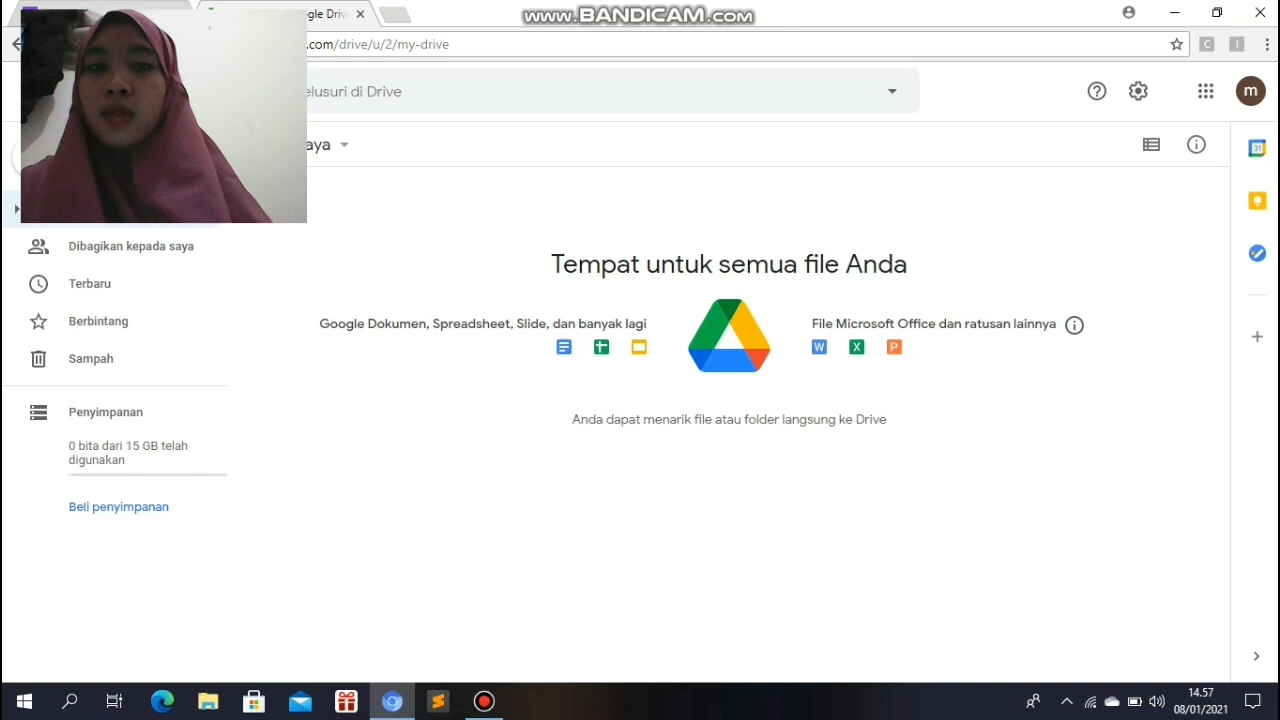 gle Driv
www.BANDICAM.com
.com/drive/u/2/my-drive
C
I
elusuri di Drive
m
aya
31
Dibagikan kepada saya
Terbaru
Berbintang
Sampah
Penyimpanan
0 bita dari 15 GB telah
digunakan
Beli penyimpanan
Tempat untuk semua file Anda
Google Dokumen, Spreadsheet, Slide, dan banyak lagi
File Microsoft Office dan ratusan lainnya
W X P
Anda dapat menarik file atau folder langsung ke Drive
14.57
08/01/2021